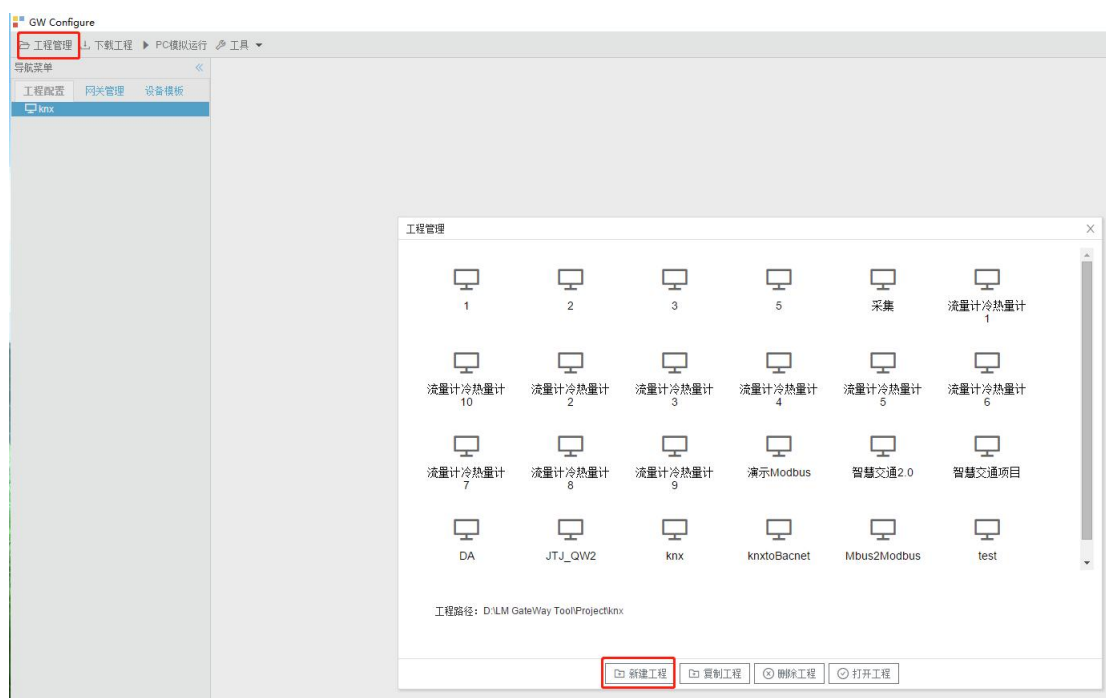 GW Configure
工程管理 下载工程 PC模拟运行 工具
导航菜单
工程配置 网关管理 设备模板
knx
工程管理
1 2 3 5 采集 流量计冷热量计
1
流量计冷热量计 流量计冷热量计 流量计冷热量计 流量计冷热量计 流量计冷热量计 流量计冷热量计
10 2 3 4 5 6
流量计冷热量计 流量计冷热量计 流量计冷热量计 演示Modbus 智慧交通2.0 智慧交通项目
7 8 9
DA JTJ_QW2 knx knxtoBacnet Mbus2Modbus test
工程路径：D:\LM GateWay Tool\Project\knx
新建工程 复制工程 删除工程 打开工程